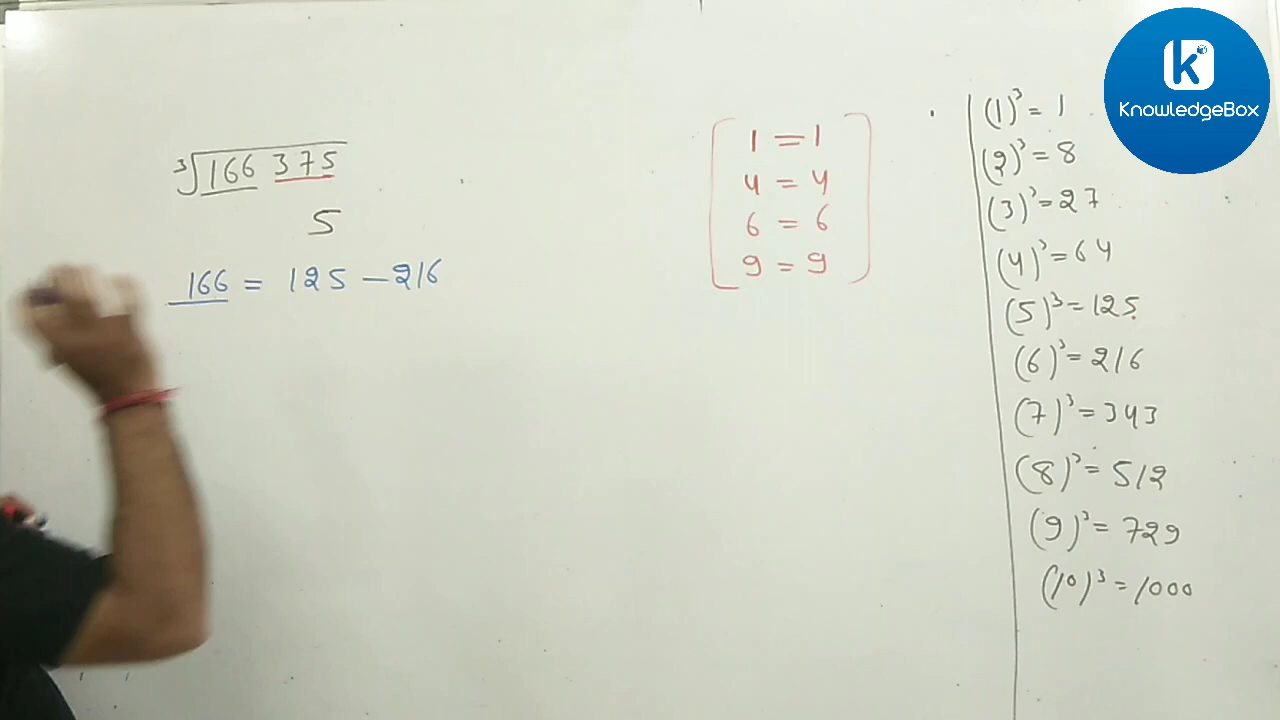 ∛166 375
5
166 = 125 – 216
1 = 1
4 = 4
6 = 6
9 = 9
(1)³ = 1
(2)³ = 8
(3)³ = 27
(4)³ = 64
(5)³ = 125
(6)³ = 216
(7)³ = 343
(8)³ = 512
(9)³ = 729
(10)³ = 1000
K
KnowledgeBox